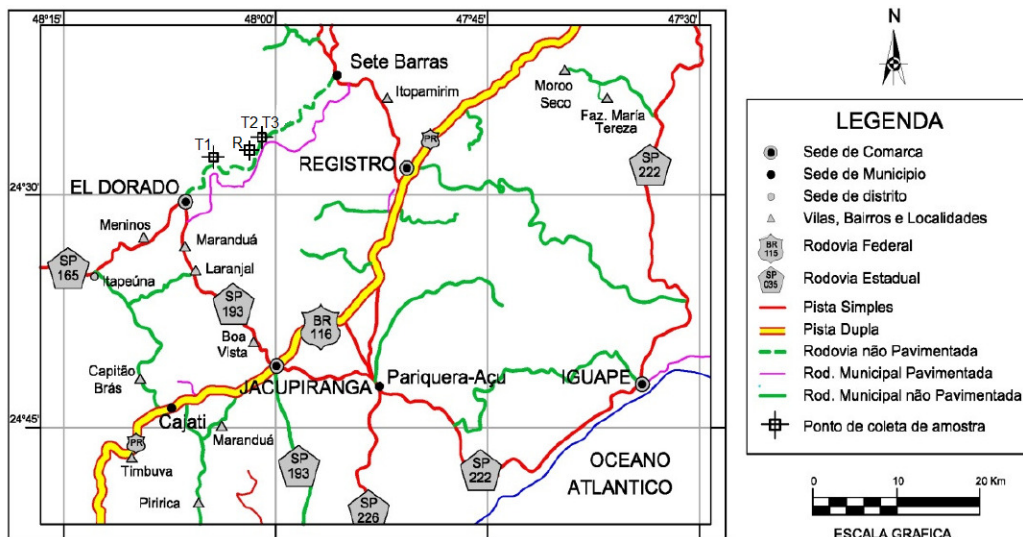 48°15' 48°00' 47°45' 47°30'
N
Sete Barras
Itopamirim
Moroo
Seco
Faz. María
Tereza
T2 T3
T1
R
PR
REGISTRO
SP
222
24°30'
EL DORADO
Meninos
Maranduá
SP
165
Itapeúna
Laranjal
SP
193
BR
116
Boa
Vista
Capitão
Brás
JACUPIRANGA
Pariquera-Açu
IGUAPE
24°45'
Cajati
Maranduá
PR
Timbuva
SP
193
SP
222
OCEANO
ATLANTICO
Piririca
SP
226
LEGENDA
Sede de Comarca
Sede de Municipio
Sede de distrito
Vilas, Bairros e Localidades
BR
115
Rodovia Federal
SP
035
Rodovia Estadual
Pista Simples
Pista Dupla
Rodovia não Pavimentada
Rod. Municipal Pavimentada
Rod. Municipal não Pavimentada
Ponto de coleta de amostra
0 10 20 Km
ESCALA GRAFICA